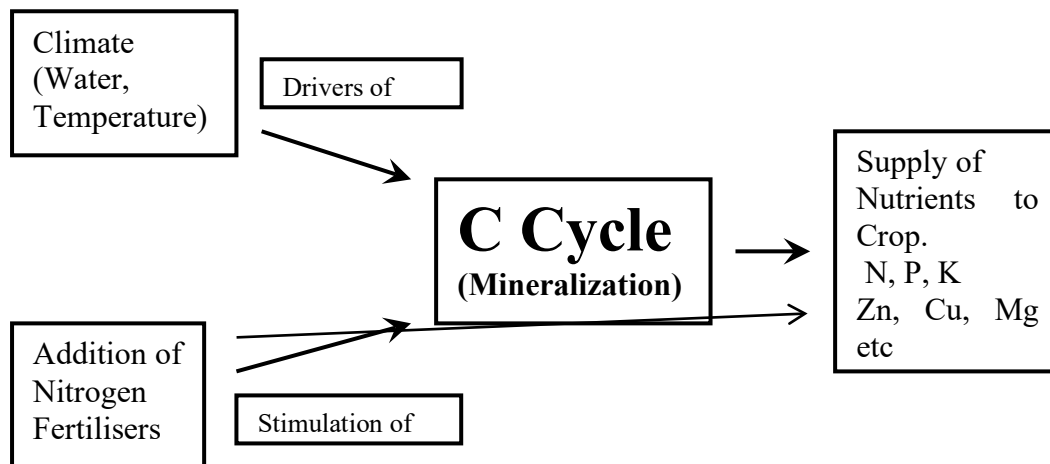 Climate
(Water,
Temperature)
Drivers of
C Cycle
(Mineralization)
Supply of
Nutrients to
Crop.
N, P, K
Zn, Cu, Mg
etc
Addition of
Nitrogen
Fertilisers
Stimulation of